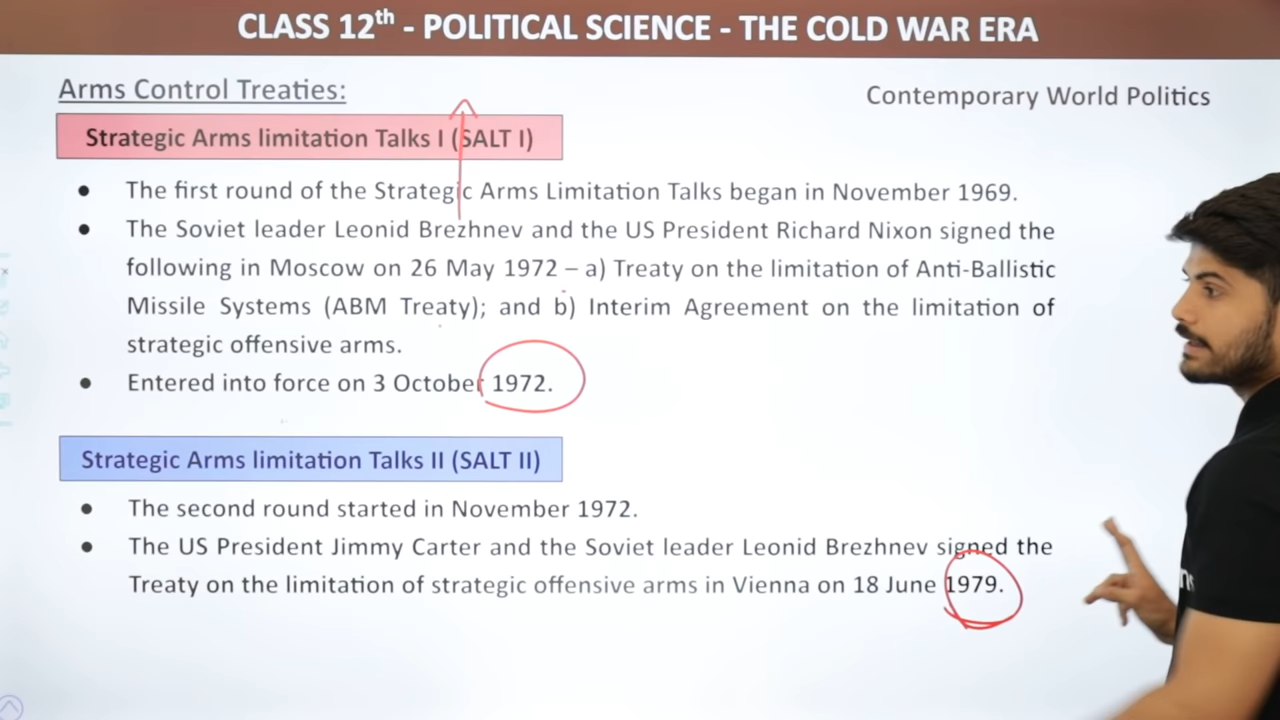 CLASS 12th - POLITICAL SCIENCE - THE COLD WAR ERA
Arms Control Treaties:
Contemporary World Politics
Strategic Arms limitation Talks I (SALT I)
● The first round of the Strategic Arms Limitation Talks began in November 1969.
● The Soviet leader Leonid Brezhnev and the US President Richard Nixon signed the
following in Moscow on 26 May 1972 – a) Treaty on the limitation of Anti-Ballistic
Missile Systems (ABM Treaty); and b) Interim Agreement on the limitation of
strategic offensive arms.
● Entered into force on 3 October 1972.
Strategic Arms limitation Talks II (SALT II)
● The second round started in November 1972.
● The US President Jimmy Carter and the Soviet leader Leonid Brezhnev signed the
Treaty on the limitation of strategic offensive arms in Vienna on 18 June 1979.